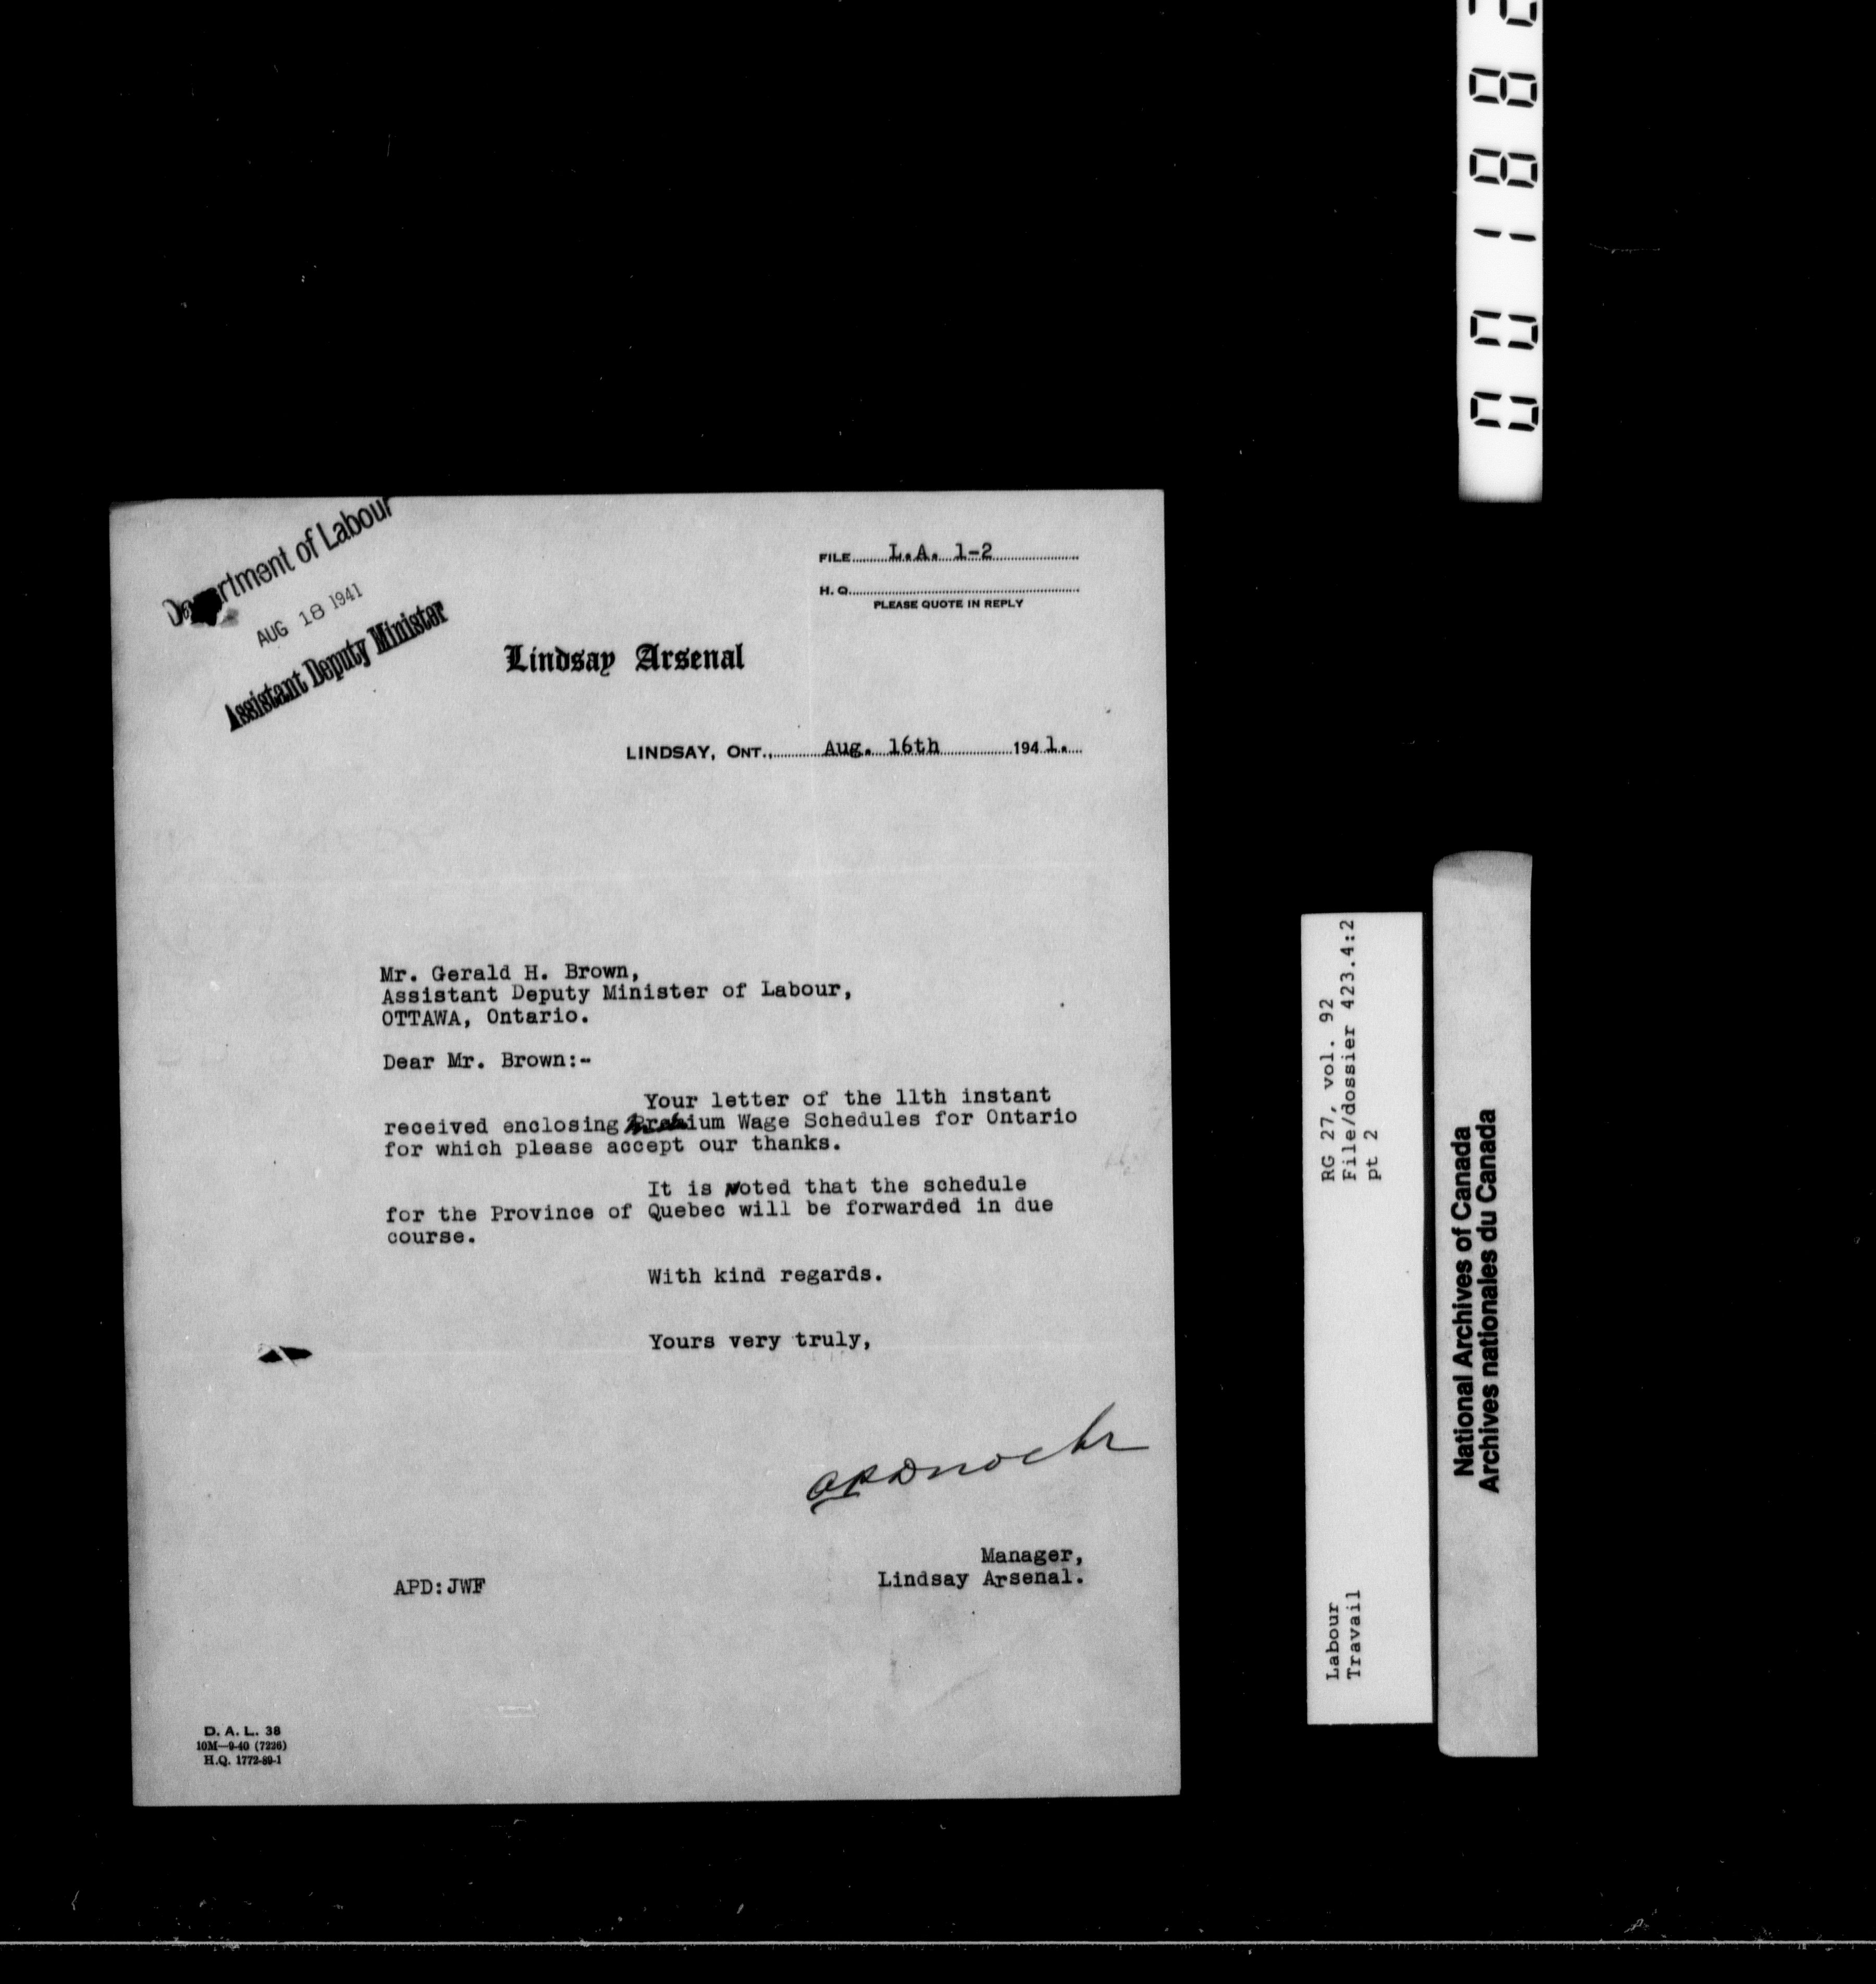 Department of Labour
AUG 18 1941
Assistant Deputy Minister
FILE L.A. 1-2
H. Q.
PLEASE QUOTE IN REPLY
Lindsay Arsenal
LINDSAY, ONT., Aug. 16th 1941.
Mr. Gerald H. Brown,
Assistant Deputy Minister of Labour,
OTTAWA, Ontario.
Dear Mr. Brown:-
Your letter of the 11th instant
received enclosing Wage Schedules for Ontario
for which please accept our thanks.
It is noted that the schedule
for the Province of Quebec will be forwarded in due
course.
With kind regards.
Yours very truly,
Manager,
Lindsay Arsenal.
APD:JWF
D. A. L. 38
10M—9-40 (7226)
H.Q. 1772-89-1
RG 27, vol. 92
File/dossier 423.4:2
pt 2
Labour
Travail
National Archives of Canada
Archives nationales du Canada